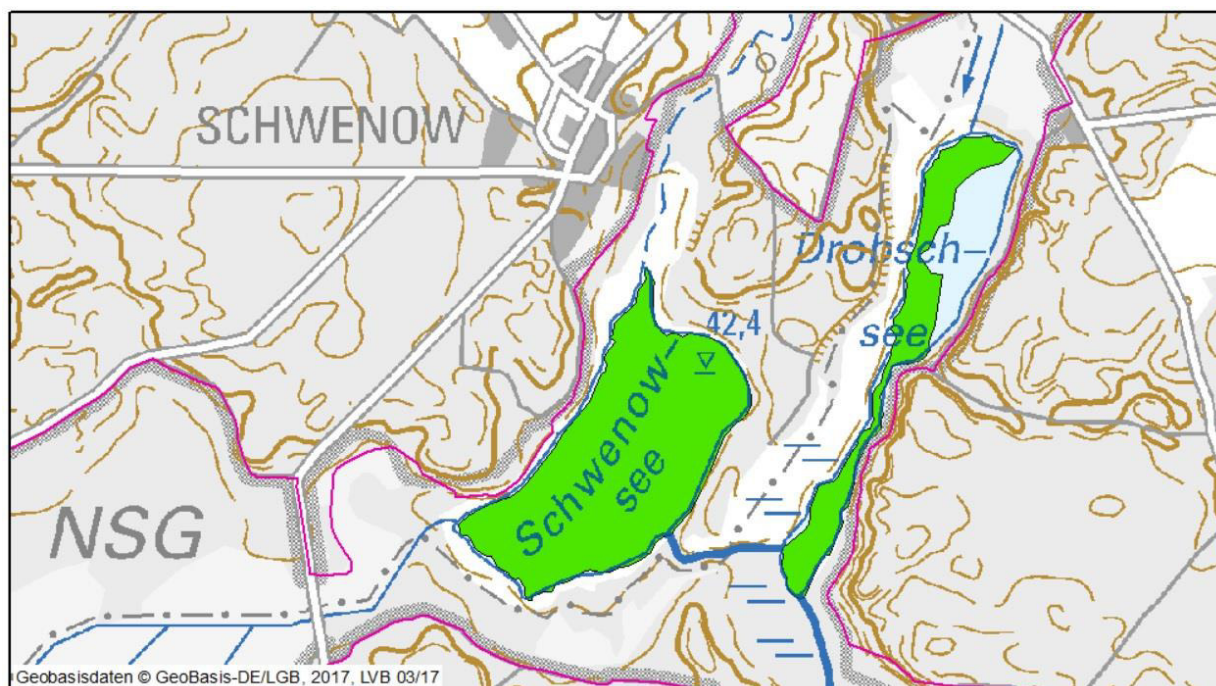 SCHWENOW
Drobsch-
see
42,4
Schwenow-
see
NSG
Geobasisdaten © GeoBasis-DE/LGB, 2017, LVB 03/17